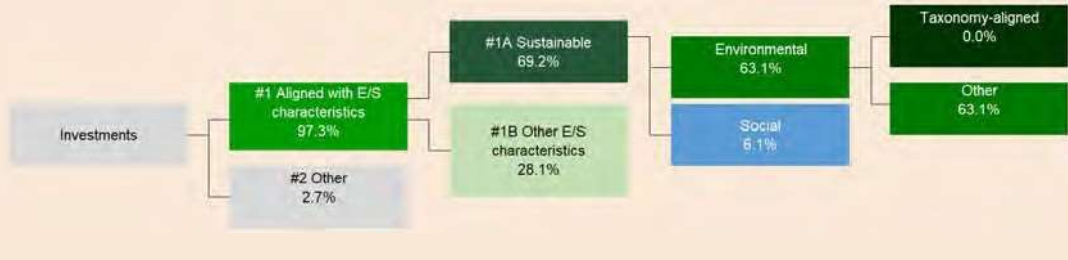 Investments
#1 Aligned with E/S
characteristics
97.3%
#2 Other
2.7%
#1A Sustainable
69.2%
#1B Other E/S
characteristics
28.1%
Environmental
63.1%
Social
6.1%
Taxonomy-aligned
0.0%
Other
63.1%